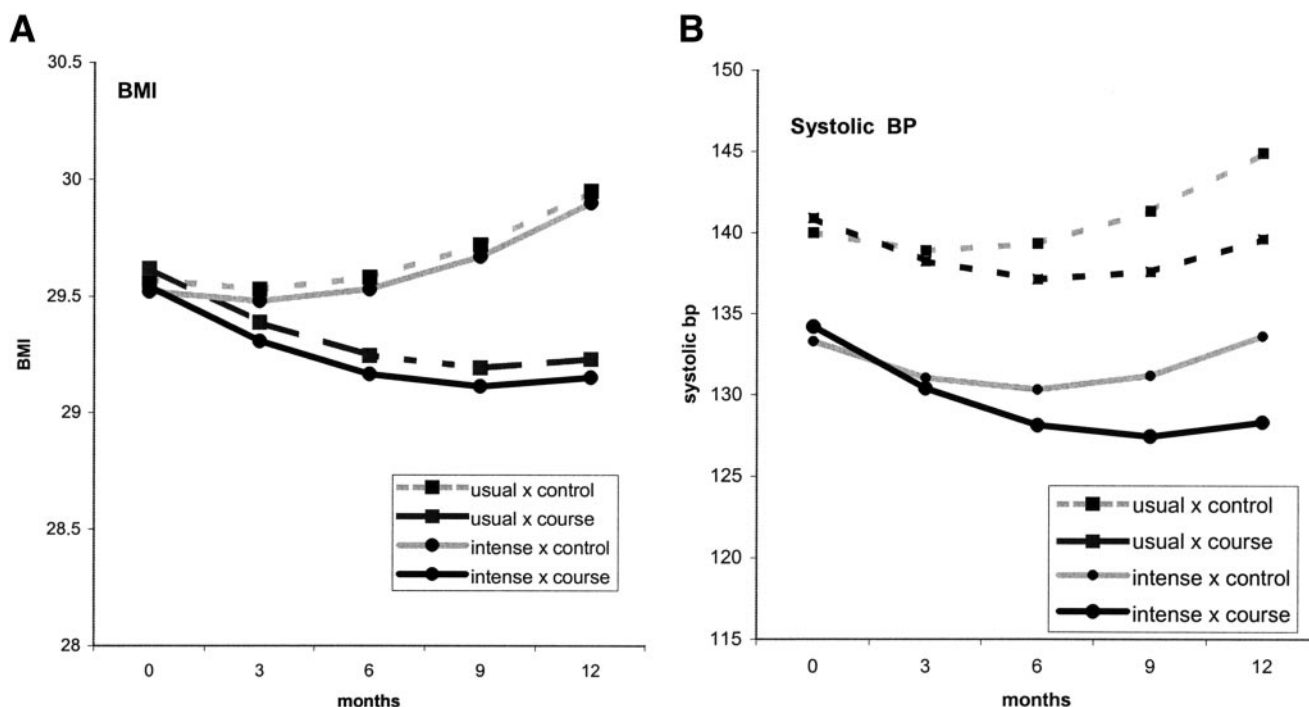 A
BMI
30.5
30
29.5
29
28.5
28
BMI
0 3 6 9 12
months
usual x control
usual x course
intense x control
intense x course
B
Systolic BP
150
145
140
135
130
125
120
115
systolic bp
0 3 6 9 12
months
usual x control
usual x course
intense x control
intense x course